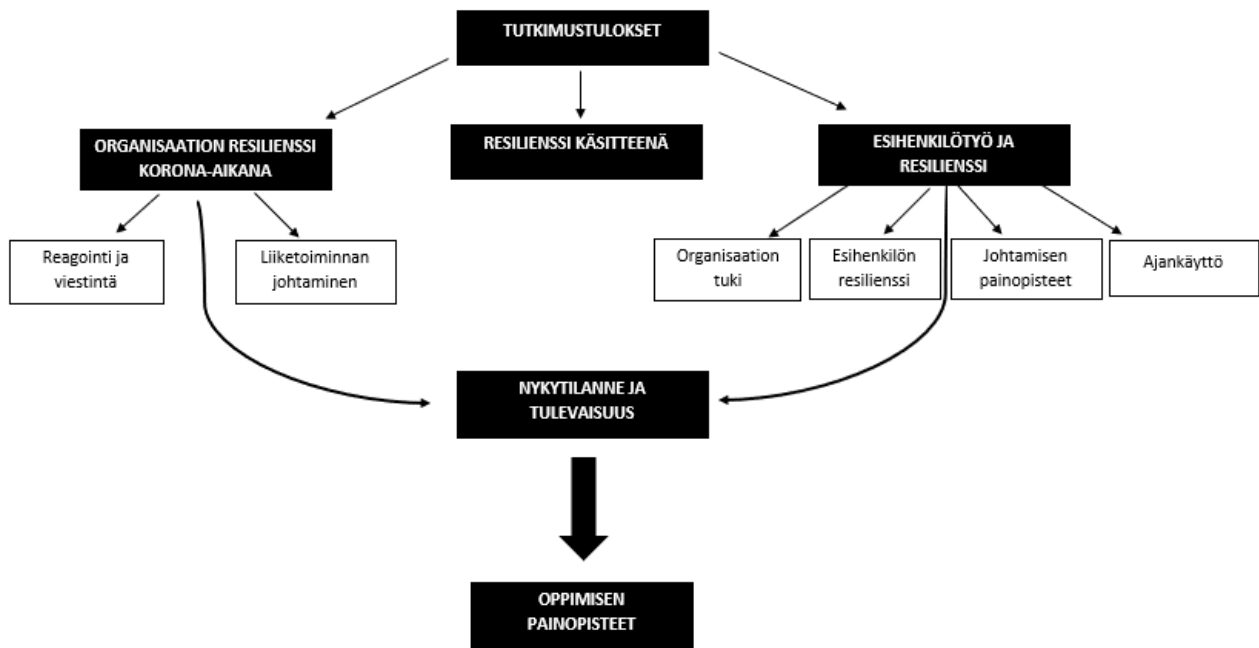 TUTKIMUSTULOKSET
ORGANISAATION RESILIENSSI
KORONA-AIKANA
RESILIENSSI KÄSITTEENÄ
ESIHENKILÖTYÖ JA
RESILIENSSI
Reagointi ja
viestintä
Liiketoiminnan
johtaminen
Organisaation
tuki
Esihenkilön
resilienssi
Johtamisen
painopisteet
Ajankäyttö
NYKYTILANNE JA
TULEVAISUUS
OPPIMISEN
PAINOPISTEET